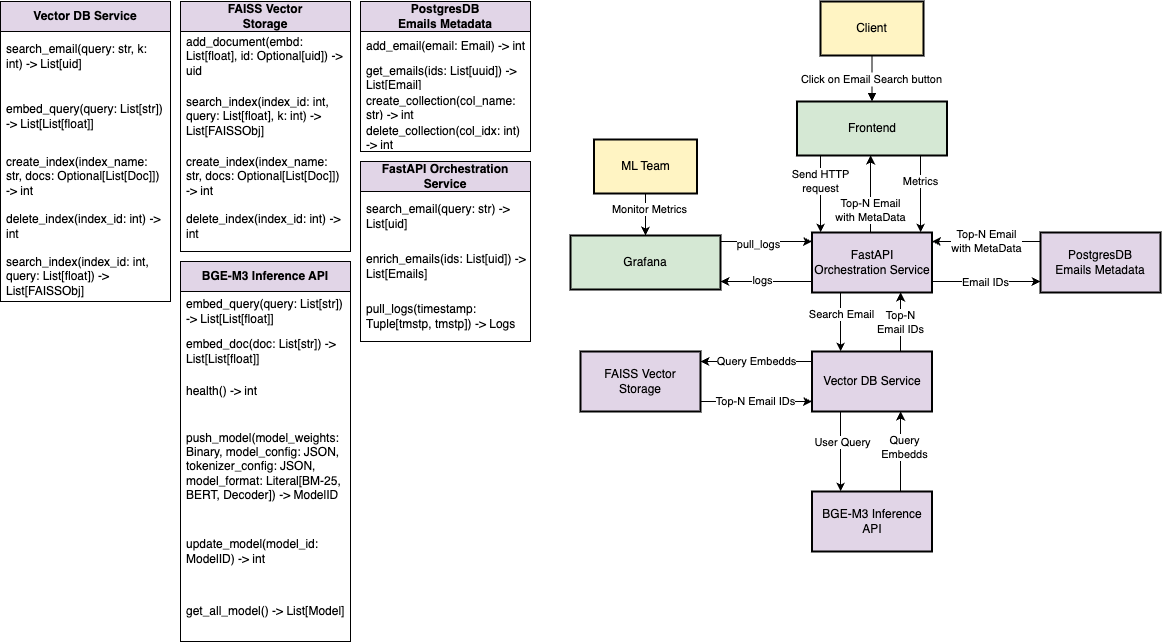 Vector DB Service
search_email(query: str, k:
int) -> List[uid]
embed_query(query: List[str])
-> List[List[float]]
create_index(index_name:
str, docs: Optional[List[Doc]])
-> int
delete_index(index_id: int) ->
int
search_index(index_id: int,
query: List[float]) ->
List[FAISSObj]
FAISS Vector
Storage
add_document(embd:
List[float], id: Optional[uid]) ->
uid
search_index(index_id: int,
query: List[float], k: int) ->
List[FAISSObj]
create_index(index_name:
str, docs: Optional[List[Doc]])
-> int
delete_index(index_id: int) ->
int
BGE-M3 Inference API
embed_query(query: List[str])
-> List[List[float]]
embed_doc(doc: List[str]) ->
List[List[float]]
health() -> int
push_model(model_weights:
Binary, model_config: JSON,
tokenizer_config: JSON,
model_format: Literal[BM-25,
BERT, Decoder]) -> ModelID
update_model(model_id:
ModelID) -> int
get_all_model() -> List[Model]
PostgresDB
Emails Metadata
add_email(email: Email) -> int
get_emails(ids: List[uuid]) ->
List[Email]
create_collection(col_name:
str) -> int
delete_collection(col_idx: int)
-> int
FastAPI Orchestration
Service
search_email(query: str) ->
List[uid]
enrich_emails(ids: List[uid]) ->
List[Emails]
pull_logs(timestamp:
Tuple[tmstp, tmstp]) -> Logs
Client
Click on Email Search button
Frontend
ML Team
Send HTTP
request
Metrics
Monitor Metrics
Top-N Email
with MetaData
Grafana
pull_logs
logs
FastAPI
Orchestration Service
Top-N Email
with MetaData
Email IDs
PostgresDB
Emails Metadata
Search Email
Top-N
Email IDs
FAISS Vector
Storage
Query Embedds
Top-N Email IDs
Vector DB Service
User Query
Query
Embedds
BGE-M3 Inference
API